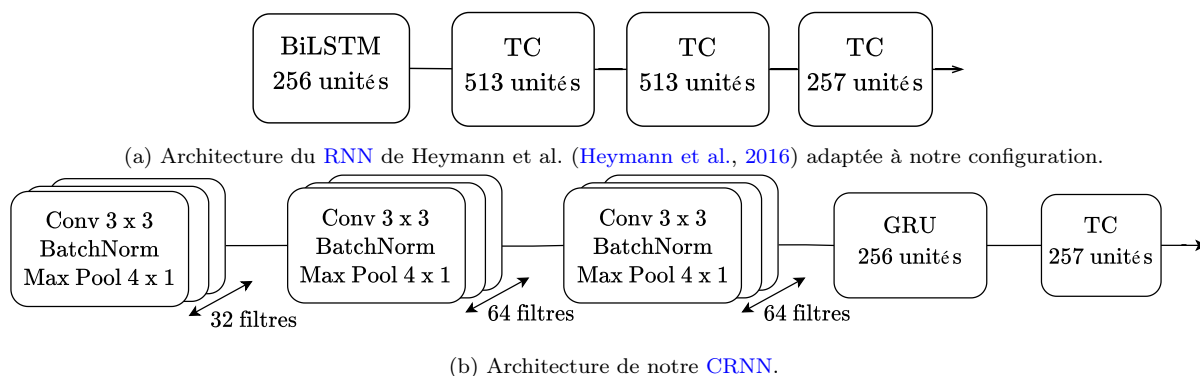 BiLSTM
256 unités
TC
513 unités
TC
513 unités
TC
257 unités
(a) Architecture du RNN de Heymann et al. (Heymann et al., 2016) adaptée à notre configuration.
Conv 3 x 3
BatchNorm
Max Pool 4 x 1
32 filtres
Conv 3 x 3
BatchNorm
Max Pool 4 x 1
64 filtres
Conv 3 x 3
BatchNorm
Max Pool 4 x 1
64 filtres
GRU
256 unités
TC
257 unités
(b) Architecture de notre CRNN.